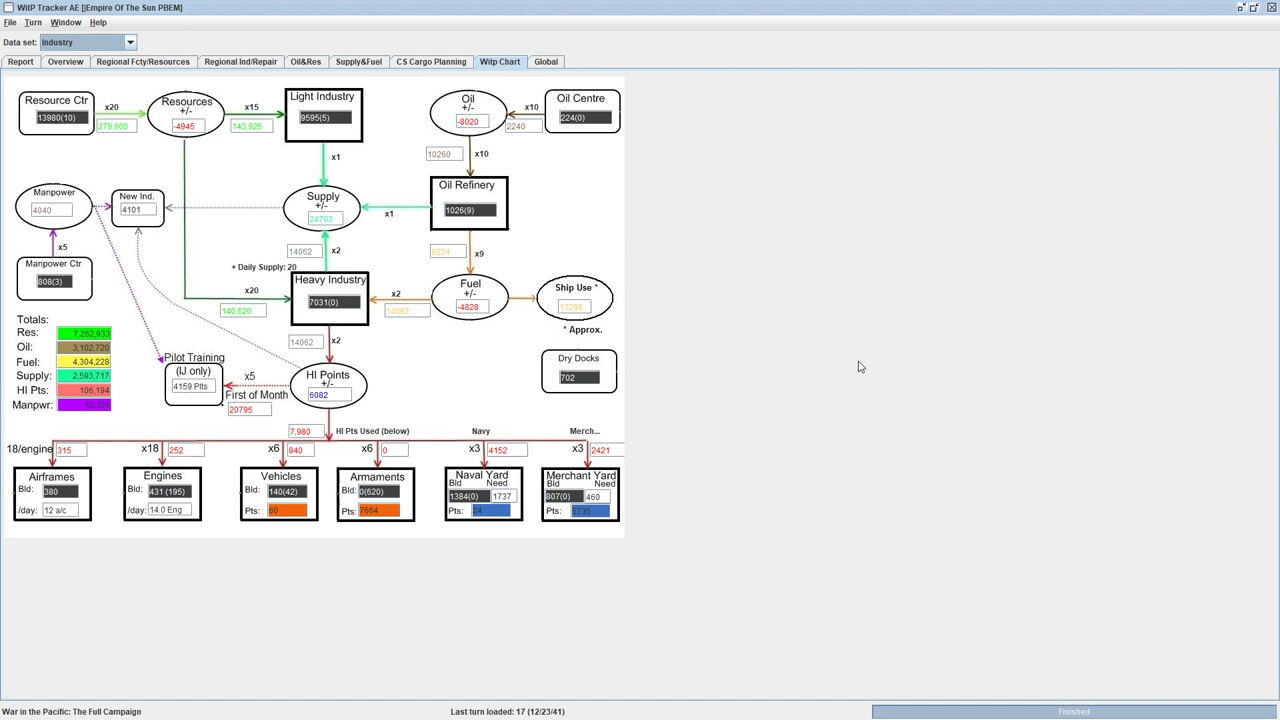 WitP Tracker AE [|Empire Of The Sun PBEM]
File Turn Window Help
Data set: Industry
Report Overview Regional Fcty/Resources Regional Ind/Repair Oil&Res Supply&Fuel CS Cargo Planning Witp Chart Global
Resource Ctr
13980(10)
x20
279,600
Resources
+/-
-4945
x15
143,925
Light Industry
9595(5)
x1
Oil
+/-
-8020
x10
2240
Oil Centre
224(0)
10260
x10
Manpower
4040
New Ind.
4101
Supply
+/-
24703
x1
Oil Refinery
1026(9)
x5
14062
x2
9234
x9
Manpower Ctr
808(3)
+ Daily Supply: 20
Heavy Industry
7031(0)
x20
140,620
x2
14062
Fuel
+/-
-4828
Ship Use *
* Approx.
Totals:
Res: 7,262,933
Oil: 3,102,720
Fuel: 4,304,228
Supply: 2,593,717
HI Pts: 106,194
Manpwr:
14062
x2
Dry Docks
702
Pilot Training
(IJ only)
4159 Plts
x5
First of Month
20795
HI Points
+/-
6082
7,980
HI Pts Used (below)
Navy
Merch...
18/engine 315
x18 252
x6 840
x6 0
x3 4152
x3 2421
Airframes
Bld: 380
/day: 12 a/c
Engines
Bld: 431 (195)
/day: 14.0 Eng
Vehicles
Bld: 140(42)
Pts: 60
Armaments
Bld: 0(620)
Pts: 7664
Naval Yard
Bld Need
1384(0) 1737
Pts: 24
Merchant Yard
Bld Need
807(0) 460
Pts: 5735
War in the Pacific: The Full Campaign
Last turn loaded: 17 (12/23/41)
Finished